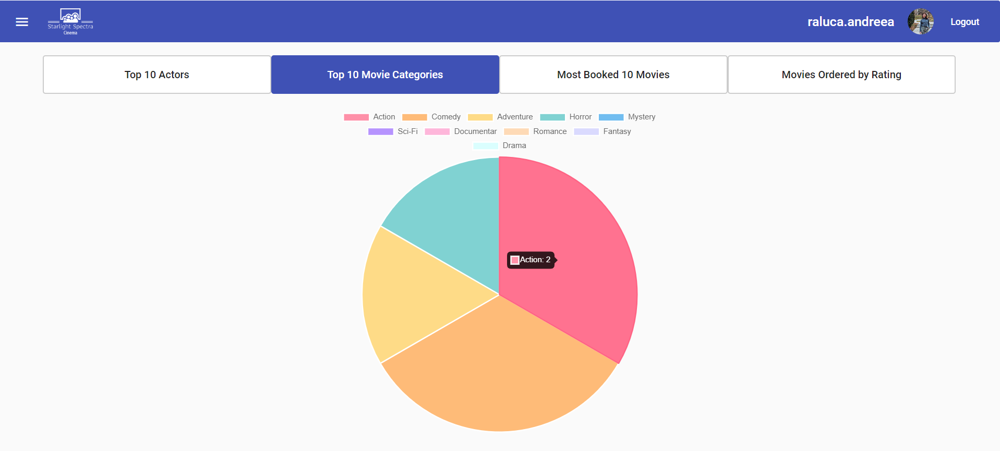 Starlight Spectra
Cinema
raluca.andreea
Logout
Top 10 Actors
Top 10 Movie Categories
Most Booked 10 Movies
Movies Ordered by Rating
Action Comedy Adventure Horror Mystery
Sci-Fi Documentar Romance Fantasy
Drama
Action: 2